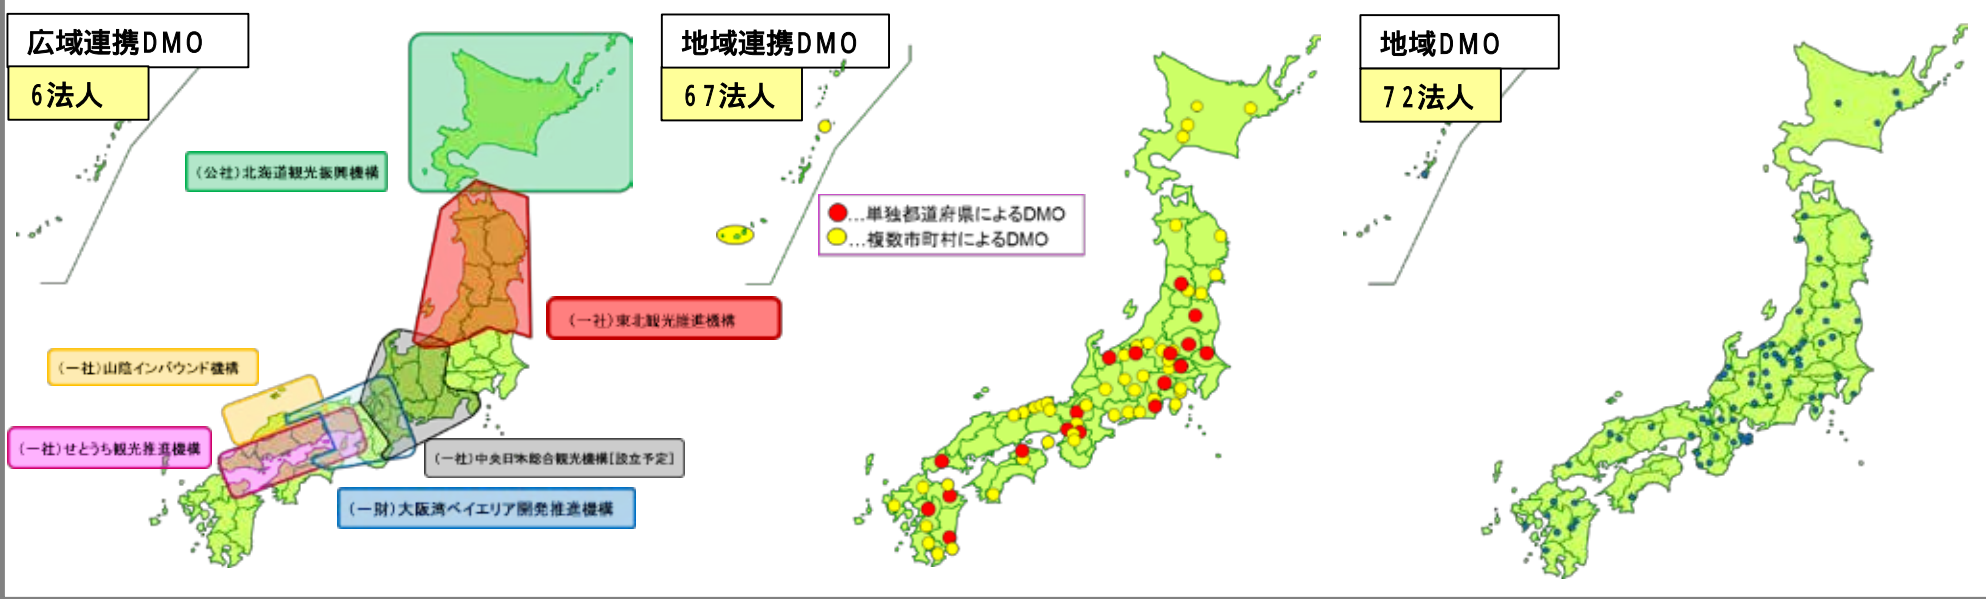 広域連携DMO
6法人
(公社)北海道観光振興機構
(一社)東北観光推進機構
(一社)山陰インバウンド機構
(一社)せとうち観光推進機構
(一社)中央日本総合観光機構[設立予定]
(一財)大阪湾ベイエリア開発推進機構
地域連携DMO
67法人
…単独都道府県によるDMO
…複数市町村によるDMO
地域DMO
72法人